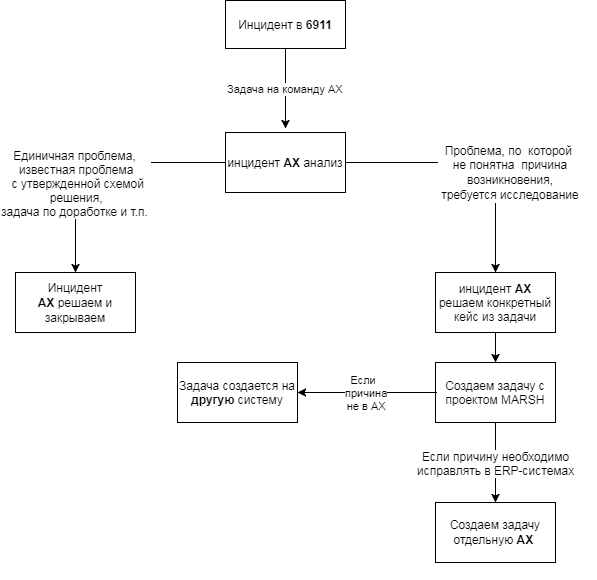 Инцидент в 6911
Задача на команду АХ
инцидент АХ анализ
Единичная проблема,
известная проблема
с утвержденной схемой
решения,
задача по доработке и т.п.
Проблема, по которой
не понятна причина
возникновения,
требуется исследование
Инцидент
АХ решаем и
закрываем
инцидент АХ
решаем конкретный
кейс из задачи
Задача создается на
другую систему
Если
причина
не в АХ
Создаем задачу с
проектом MARSH
Если причину необходимо
исправлять в ERP-системах
Создаем задачу
отдельную АХ